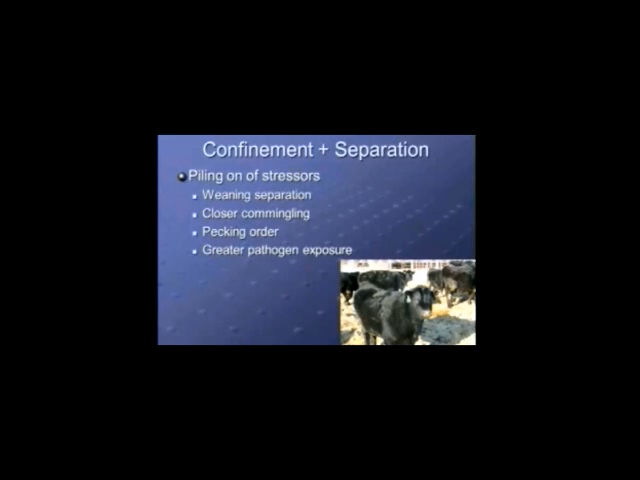 Confinement + Separation
Piling on of stressors
Weaning separation
Closer commingling
Pecking order
Greater pathogen exposure